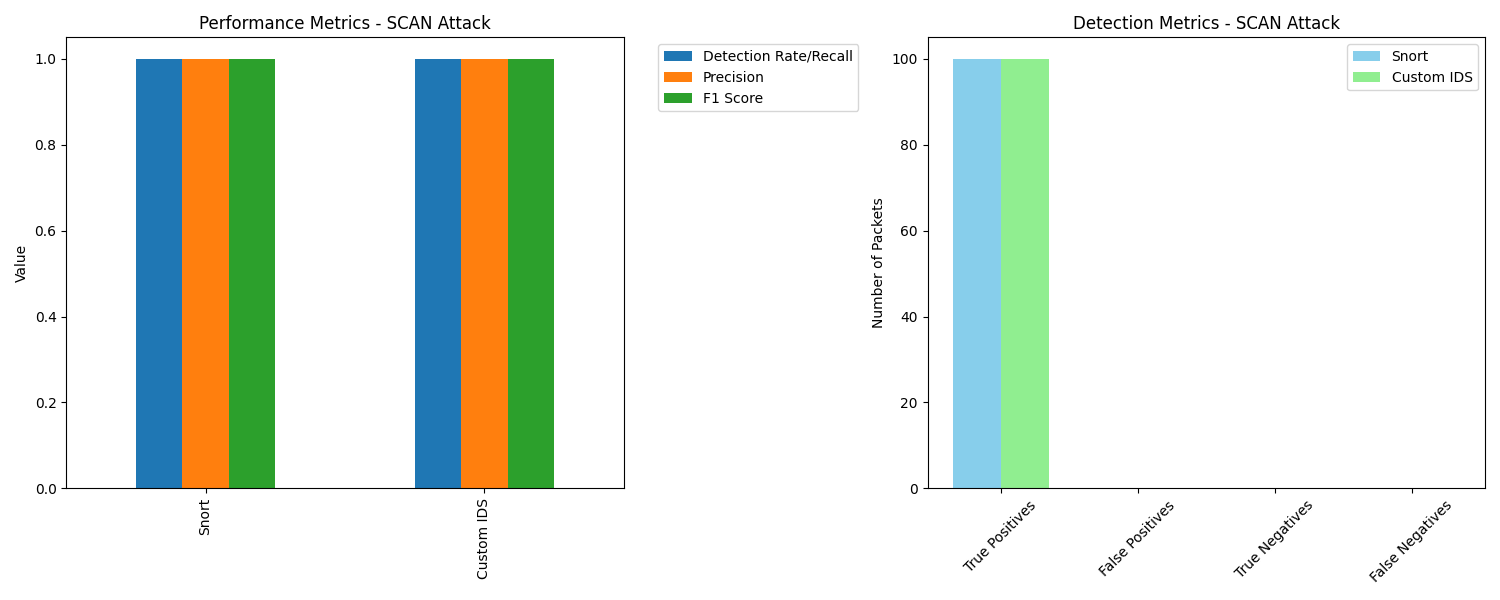 Performance Metrics - SCAN Attack
Value
1.0
0.8
0.6
0.4
0.2
0.0
Snort
Custom IDS
Detection Rate/Recall
Precision
F1 Score
Detection Metrics - SCAN Attack
Number of Packets
100
80
60
40
20
0
True Positives
False Positives
True Negatives
False Negatives
Snort
Custom IDS